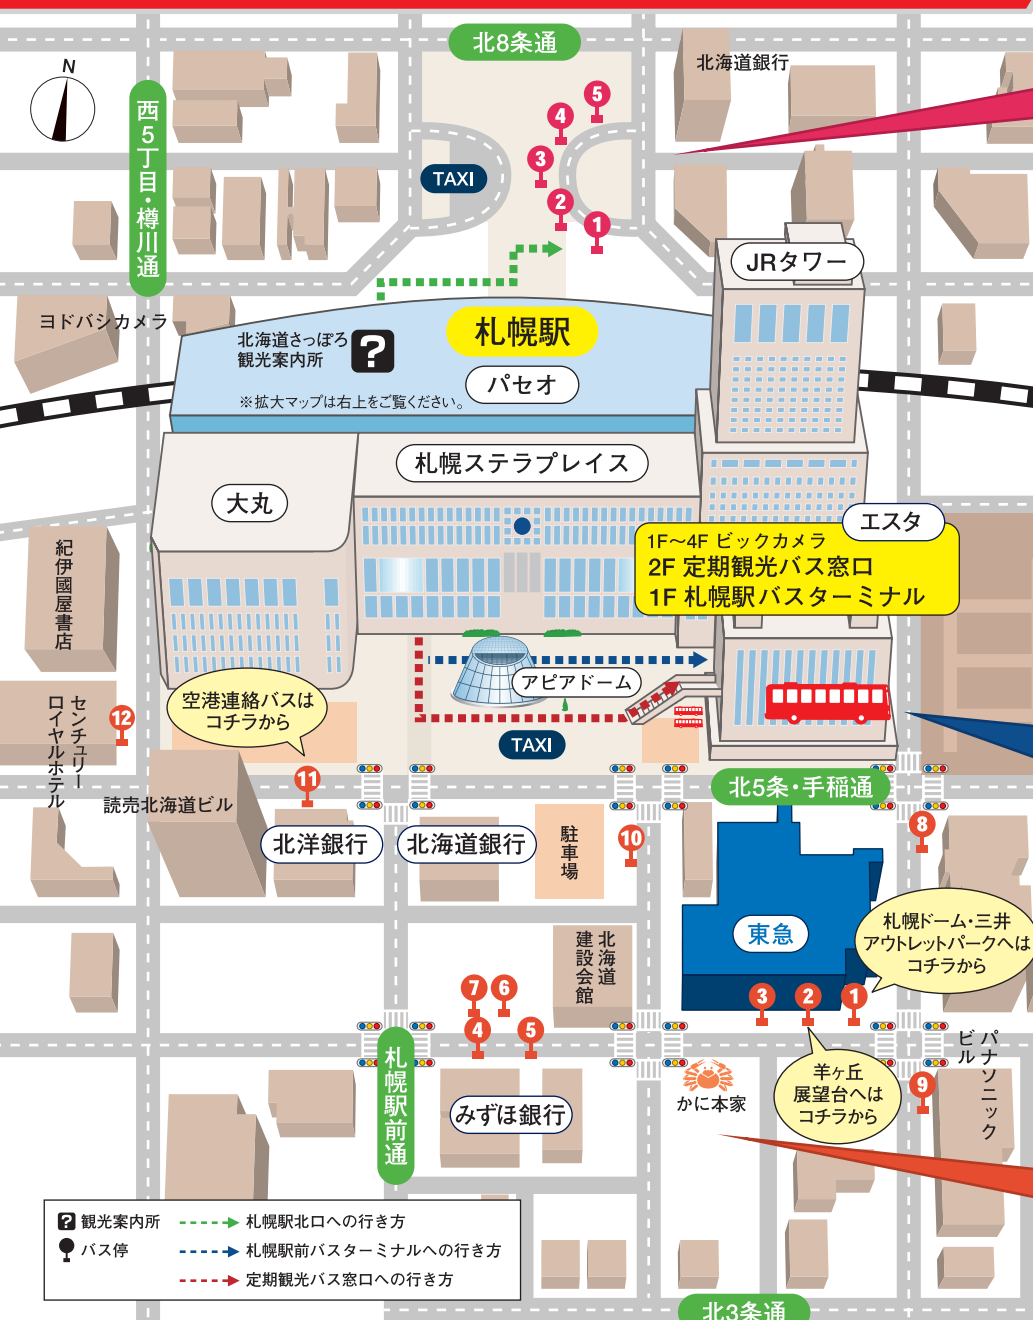 北8条通
N
西5丁目・樽川通
北海道銀行
5
4
3
2
1
TAXI
JRタワー
ヨドバシカメラ
北海道さっぽろ
観光案内所
?
札幌駅
パセオ
※拡大マップは右上をご覧ください。
札幌ステラプレイス
大丸
エスタ
1F〜4F ビックカメラ
2F 定期観光バス窓口
1F 札幌駅バスターミナル
紀伊國屋書店
アピアドーム
空港連絡バスは
コチラから
センチュリー
ロイヤルホテル
12
TAXI
11
北5条・手稲通
読売北海道ビル
北洋銀行
北海道銀行
駐車場
10
8
東急
札幌ドーム・三井
アウトレットパークへは
コチラから
北海道
建設会館
7
6
4
5
3
2
1
札幌駅前通
パナソニック
ビル
羊ヶ丘
展望台へは
コチラから
9
かに本家
みずほ銀行
? 観光案内所
バス停
札幌駅北口への行き方
札幌駅前バスターミナルへの行き方
定期観光バス窓口への行き方
北3条通